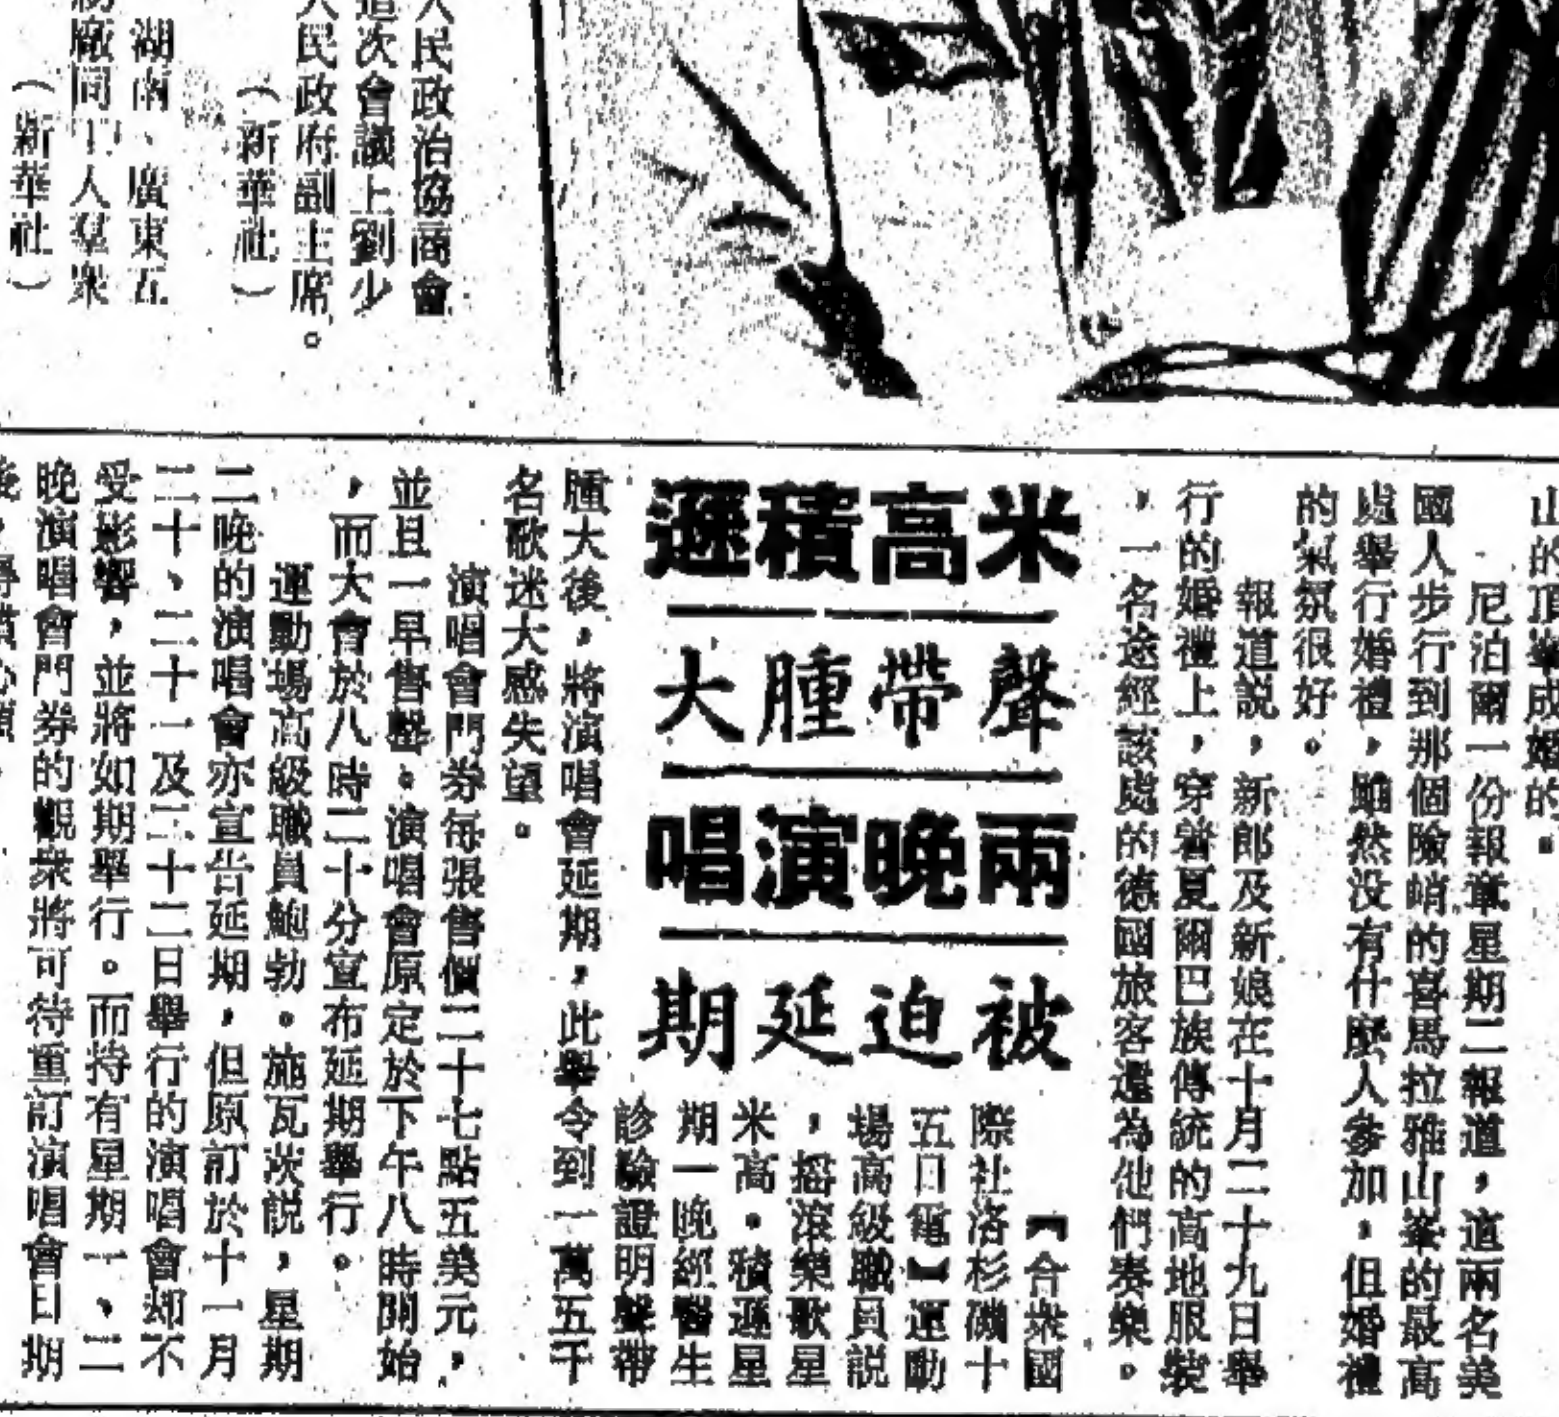 山的頂峯成婚的。
尼泊爾一份報章星期二報道，這兩名美
國人步行到那個險峭的喜馬拉雅山峯的最高
處舉行婚禮，雖然没有什麽人參加，但婚禮
的氣氛很好。
報道説，新郎及新娘在十月二十九日舉
行的婚禮上，穿着夏爾巴族傳統的高地服裝
，一名途經該處的德國旅客還為他們奏樂。
米高積遜
聲帶腫大
兩晚演唱
被迫延期
【合衆國
際社洛杉磯十
五日電】運動
場高級職員説
，摇滾樂歌星
米高・積遜星
期一晚經醫生
診驗證明聲帶
腫大後，將演唱會延期，此舉令到一萬五千
名歌迷大感失望。
演唱會門券每張售價二十七點五美元，
並且一早售罄。演唱會原定於下午八時開始
，而大會於八時二十分宣布延期舉行。
運動場高級職員鮑勃。施瓦茨説，星期
二晚的演唱會亦宣告延期，但原訂於十一月
二十、二十一及二十二日舉行的演唱會却不
受影響，並將如期舉行。而持有星期一、二
晚演唱會門券的觀衆將可待重訂演唱會日期
人民政治協商會
這次會議上劉少
人民政府副主席。
（新華社）
湖南、廣東五
廠同工人羣衆
（新華社）